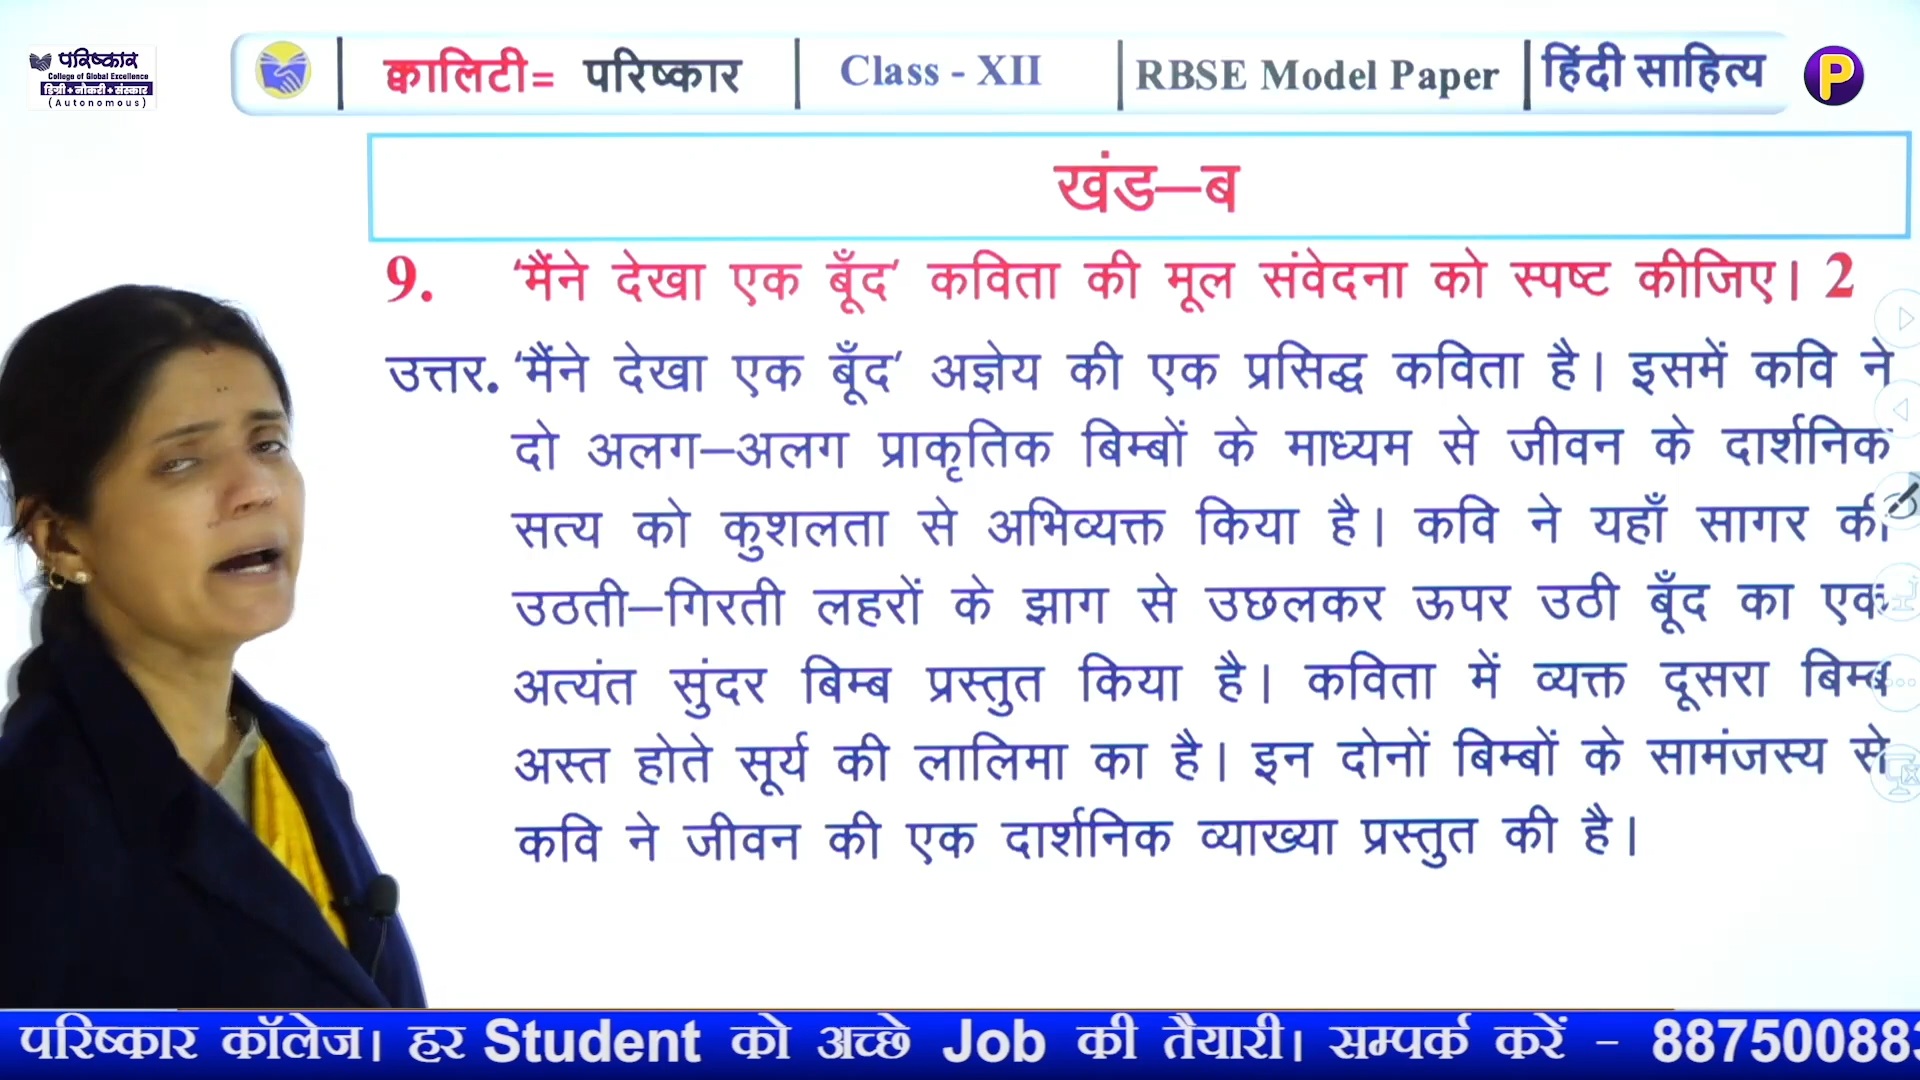 परिष्कार
College of Global Excellence
डिग्री + नौकरी + संस्कार
(Autonomous)
क्वालिटी = परिष्कार
Class - XII
RBSE Model Paper
हिंदी साहित्य
P
खंड–ब
9. ‘मैंने देखा एक बूँद’ कविता की मूल संवेदना को स्पष्ट कीजिए। 2
उत्तर. ‘मैंने देखा एक बूँद’ अज्ञेय की एक प्रसिद्ध कविता है। इसमें कवि ने
दो अलग–अलग प्राकृतिक बिम्बों के माध्यम से जीवन के दार्शनिक
सत्य को कुशलता से अभिव्यक्त किया है। कवि ने यहाँ सागर की
उठती–गिरती लहरों के झाग से उछलकर ऊपर उठी बूँद का एक
अत्यंत सुंदर बिम्ब प्रस्तुत किया है। कविता में व्यक्त दूसरा बिम्ब
अस्त होते सूर्य की लालिमा का है। इन दोनों बिम्बों के सामंजस्य से
कवि ने जीवन की एक दार्शनिक व्याख्या प्रस्तुत की है।
परिष्कार कॉलेज। हर Student को अच्छे Job की तैयारी। सम्पर्क करें -